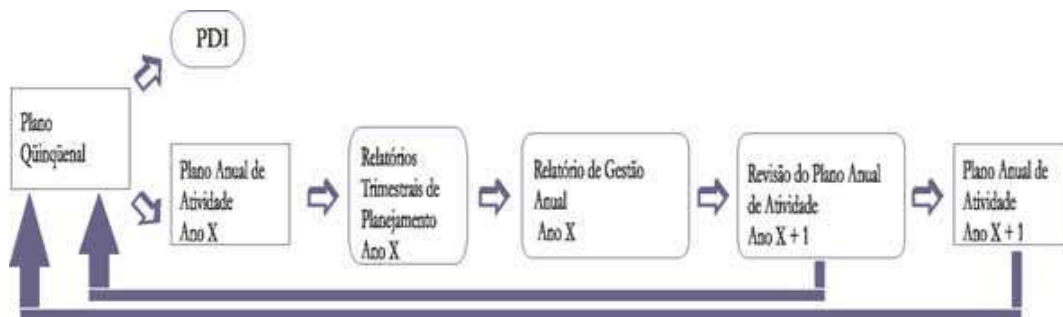 PDI
Plano
Qüinqüenal
Plano Anual de
Atividade
Ano X
Relatórios
Trimestrais de
Planejamento
Ano X
Relatório de Gestão
Anual
Ano X
Revisão do Plano Anual
de Atividade
Ano X + 1
Plano Anual de
Atividade
Ano X + 1